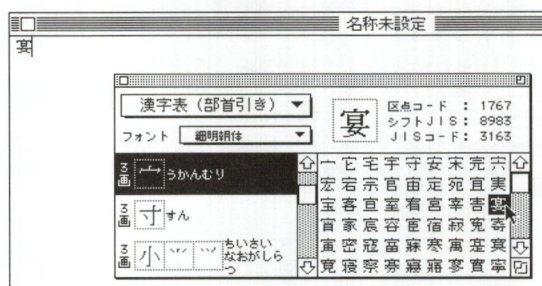 名称未設定
宴
漢字表（部首引き）
宴
区点コード : 1767
シフトJIS : 8983
JISコード : 3163
フォント 細明朝体
3画 宀 うかんむり
3画 寸 すん
3画 小 ちいさい なおがしら つ
宀 它 宅 宇 守 安 宋 完 宍
宏 宕 宗 官 宙 定 宛 宜 実
宝 客 宣 室 宥 宮 宰 害 宴
宵 家 宸 容 宦 宿 寂 寃 寄
寅 密 寇 富 寐 寒 寓 寔 寞
寛 寝 察 寥 實 寧